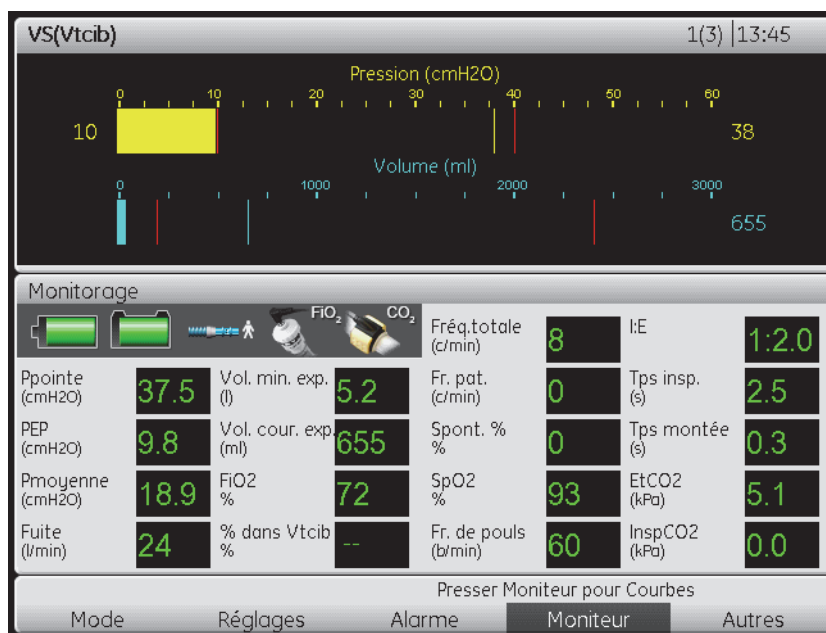 VS(Vtcib) 1(3) 13:45
Pression (cmH2O)
0 10 20 30 40 50 60
10 38
Volume (ml)
0 1000 2000 3000
655
Monitorage
FiO2 CO2
Fréq.totale (c/min) 8 I:E 1:2.0
Ppointe (cmH2O) 37.5 Vol. min. exp. (l) 5.2 Fr. pat. (c/min) 0 Tps insp. (s) 2.5
PEP (cmH2O) 9.8 Vol. cour. exp. (ml) 655 Spont. % % 0 Tps montée (s) 0.3
Pmoyenne (cmH2O) 18.9 FiO2 % 72 SpO2 % 93 EtCO2 (kPa) 5.1
Fuite (l/min) 24 % dans Vtcib % -- Fr. de pouls (b/min) 60 InspCO2 (kPa) 0.0
Presser Moniteur pour Courbes
Mode Réglages Alarme Moniteur Autres